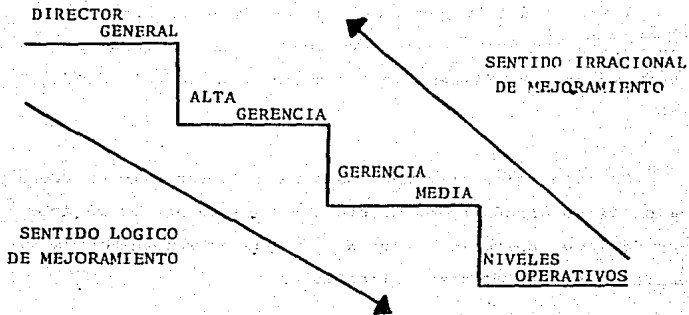 DIRECTOR
GENERAL
SENTIDO IRRACIONAL
DE MEJORAMIENTO
ALTA
GERENCIA
GERENCIA
MEDIA
SENTIDO LOGICO
DE MEJORAMIENTO
NIVELES
OPERATIVOS